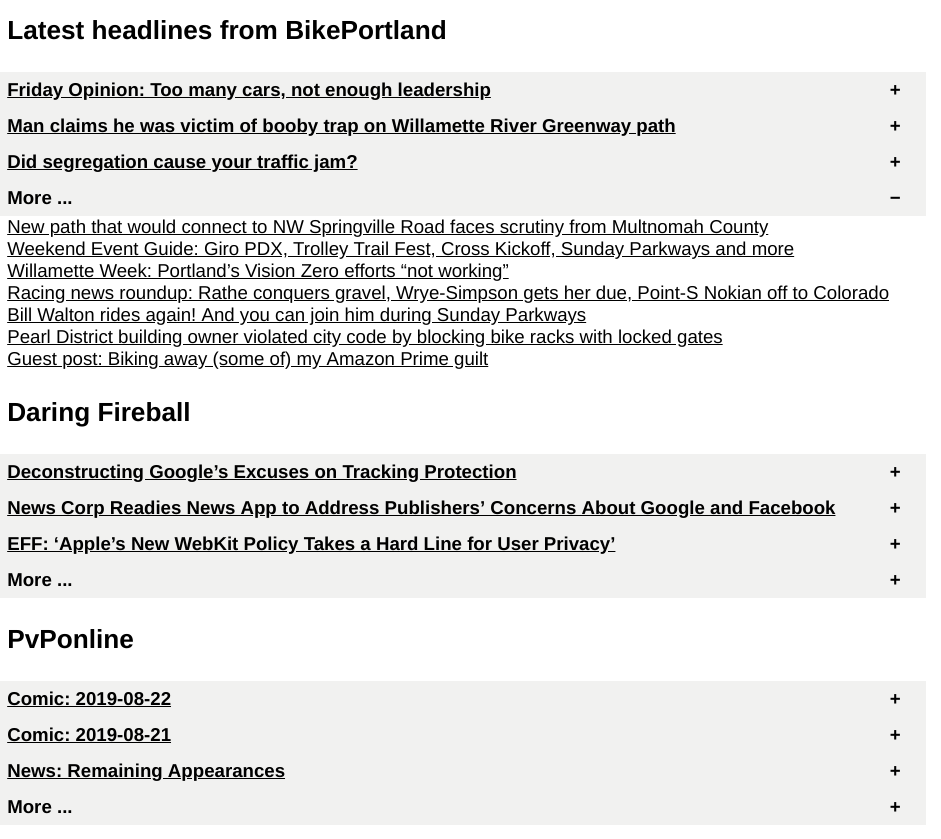 Latest headlines from BikePortland
Friday Opinion: Too many cars, not enough leadership +
Man claims he was victim of booby trap on Willamette River Greenway path +
Did segregation cause your traffic jam? +
More ... −
New path that would connect to NW Springville Road faces scrutiny from Multnomah County
Weekend Event Guide: Giro PDX, Trolley Trail Fest, Cross Kickoff, Sunday Parkways and more
Willamette Week: Portland’s Vision Zero efforts “not working”
Racing news roundup: Rathe conquers gravel, Wrye-Simpson gets her due, Point-S Nokian off to Colorado
Bill Walton rides again! And you can join him during Sunday Parkways
Pearl District building owner violated city code by blocking bike racks with locked gates
Guest post: Biking away (some of) my Amazon Prime guilt
Daring Fireball
Deconstructing Google’s Excuses on Tracking Protection +
News Corp Readies News App to Address Publishers’ Concerns About Google and Facebook +
EFF: ‘Apple’s New WebKit Policy Takes a Hard Line for User Privacy’ +
More ... +
PvPonline
Comic: 2019-08-22 +
Comic: 2019-08-21 +
News: Remaining Appearances +
More ... +